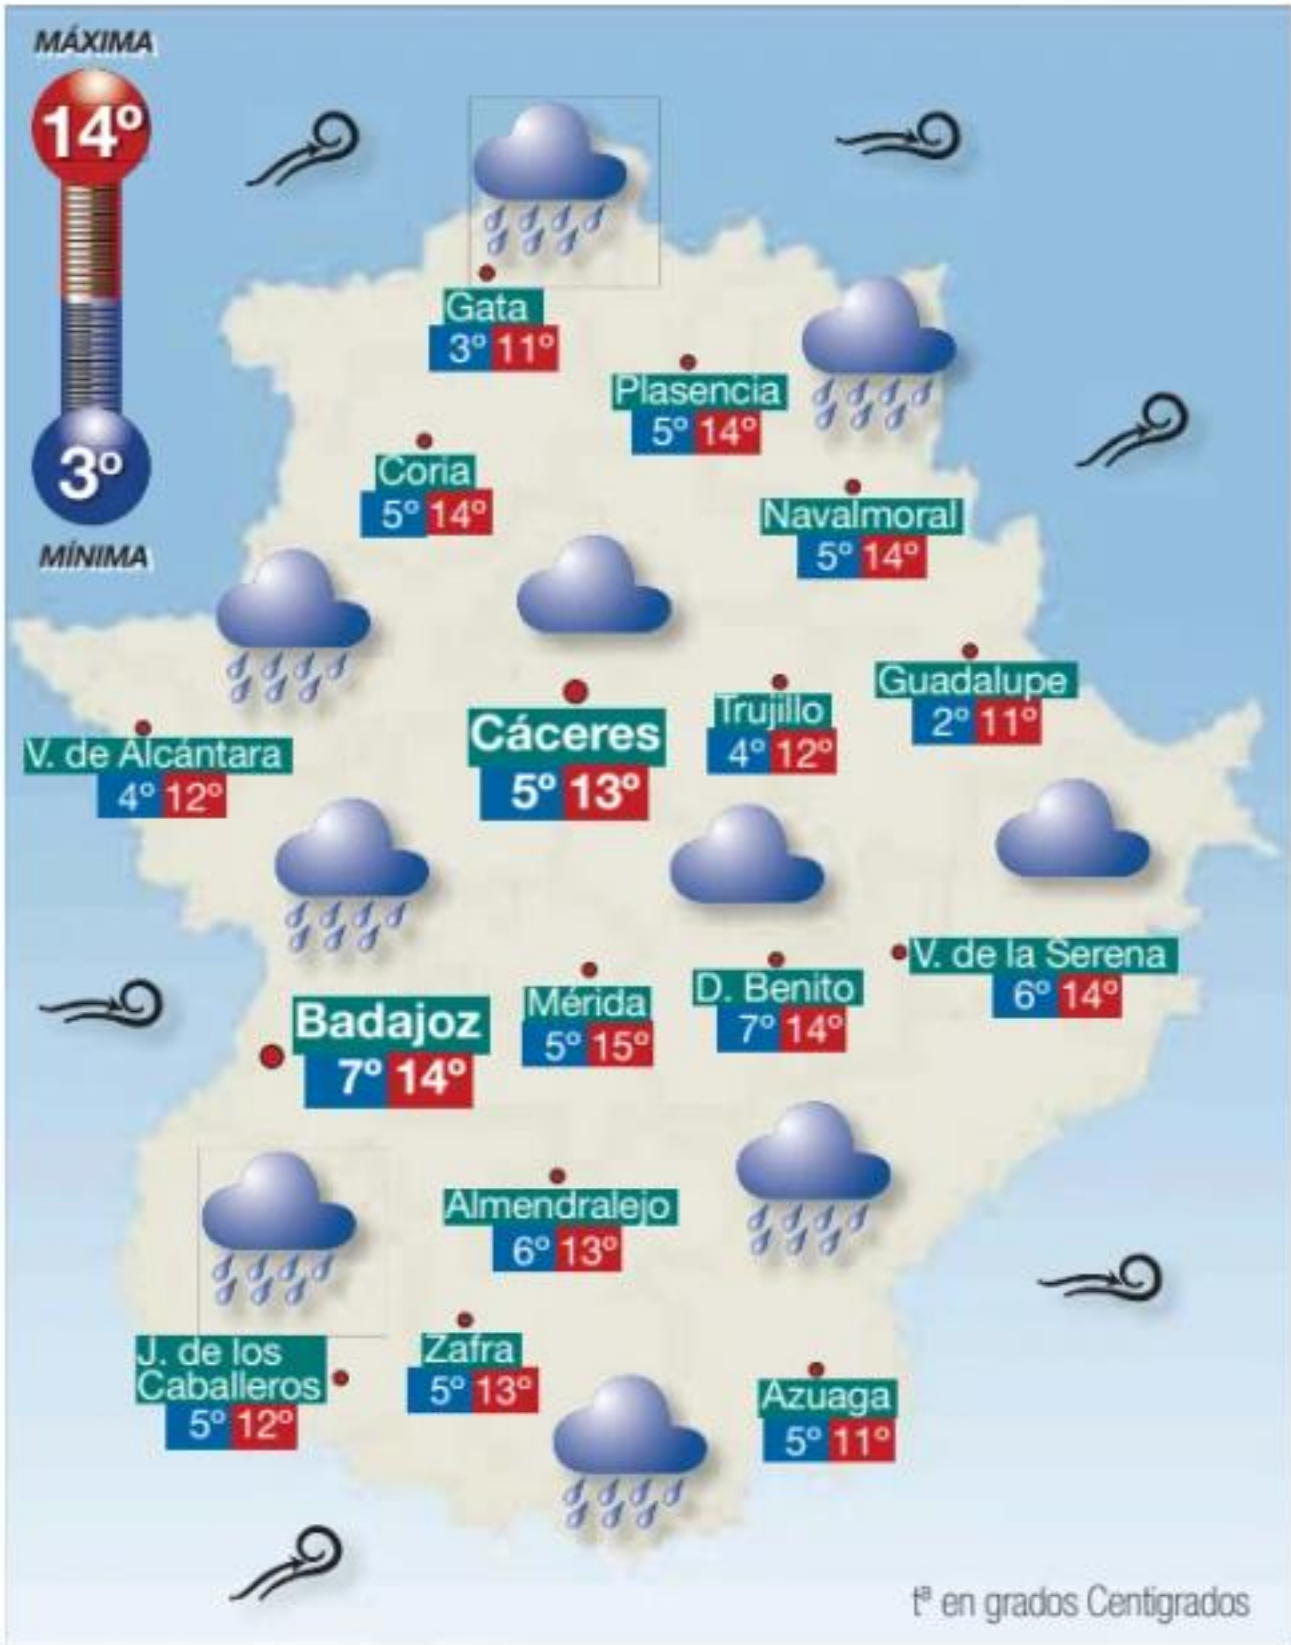 MÁXIMA
14º
3º
MÍNIMA
Gata
3º 11º
Plasencia
5º 14º
Coria
5º 14º
Navalmoral
5º 14º
Guadalupe
2º 11º
Trujillo
4º 12º
Cáceres
5º 13º
V. de Alcántara
4º 12º
V. de la Serena
6º 14º
D. Benito
7º 14º
Mérida
5º 15º
Badajoz
7º 14º
Almendralejo
6º 13º
Zafra
5º 13º
J. de los
Caballeros
5º 12º
Azuaga
5º 11º
tª en grados Centigrados